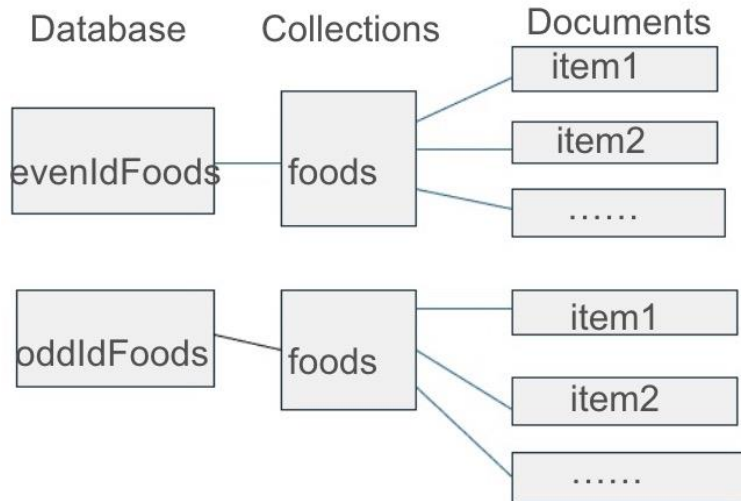 Database Collections Documents
evenIdFoods foods item1
item2
......
oddIdFoods foods item1
item2
......